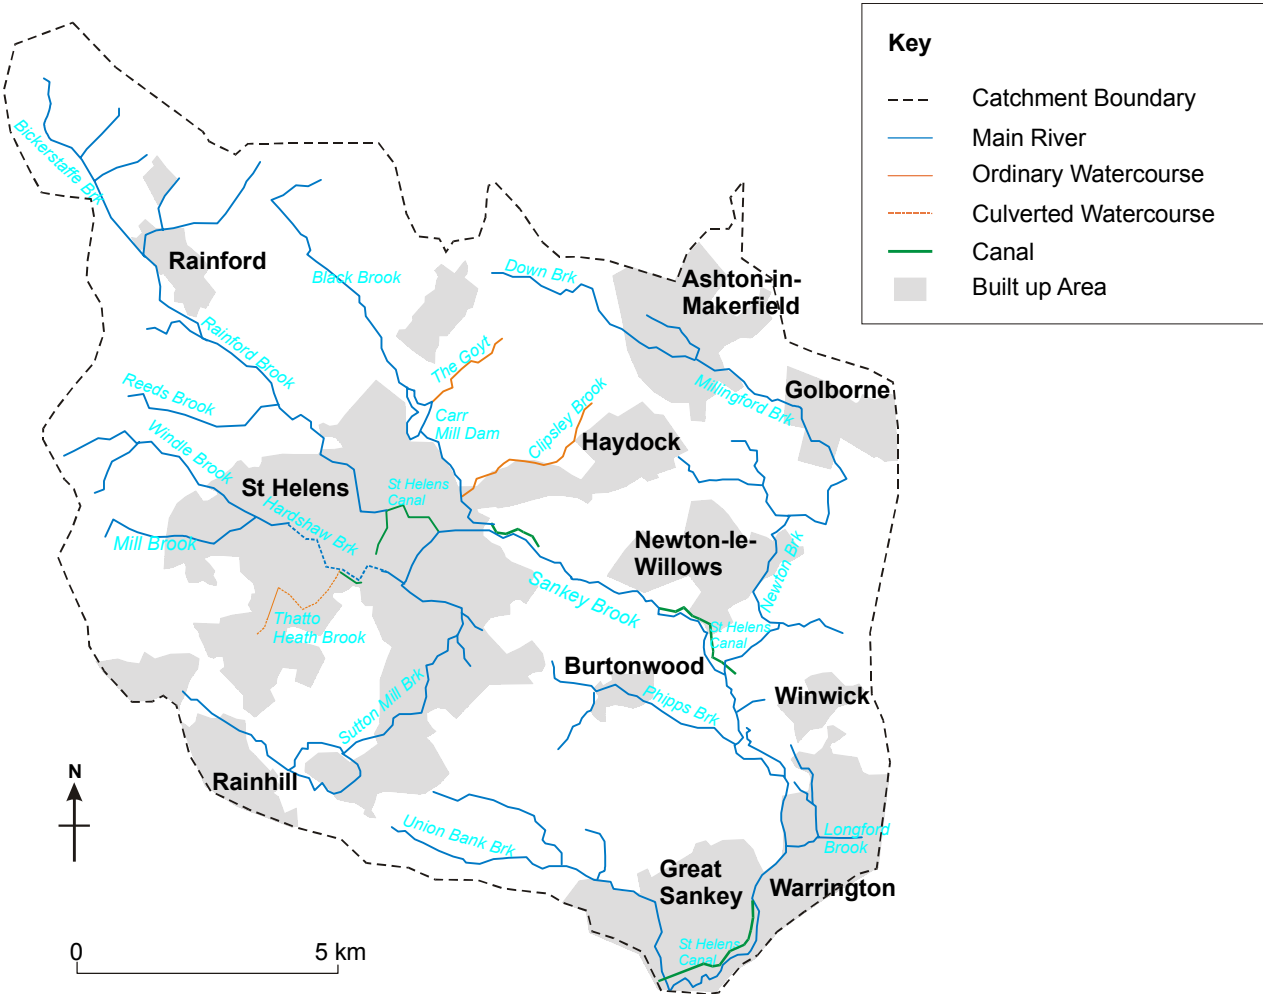 Key
Catchment Boundary
Main River
Ordinary Watercourse
Culverted Watercourse
Canal
Built up Area
Bickerstaffe Brk
Rainford
Black Brook
Down Brk
Ashton-in-
Makerfield
Rainford Brook
The Goyt
Reeds Brook
Millingford Brk
Golborne
Carr
Mill Dam
Clipsley Brook
Haydock
Windle Brook
St Helens
St Helens
Canal
Hardshaw Brk
Mill Brook
Newton-le-
Willows
Newton Brk
Sankey Brook
Thatto
Heath Brook
St Helens
Canal
Burtonwood
Sutton Mill Brk
Phipps Brk
Winwick
Rainhill
N
Union Bank Brk
Longford
Brook
Great
Sankey
Warrington
St Helens
Canal
0
5 km